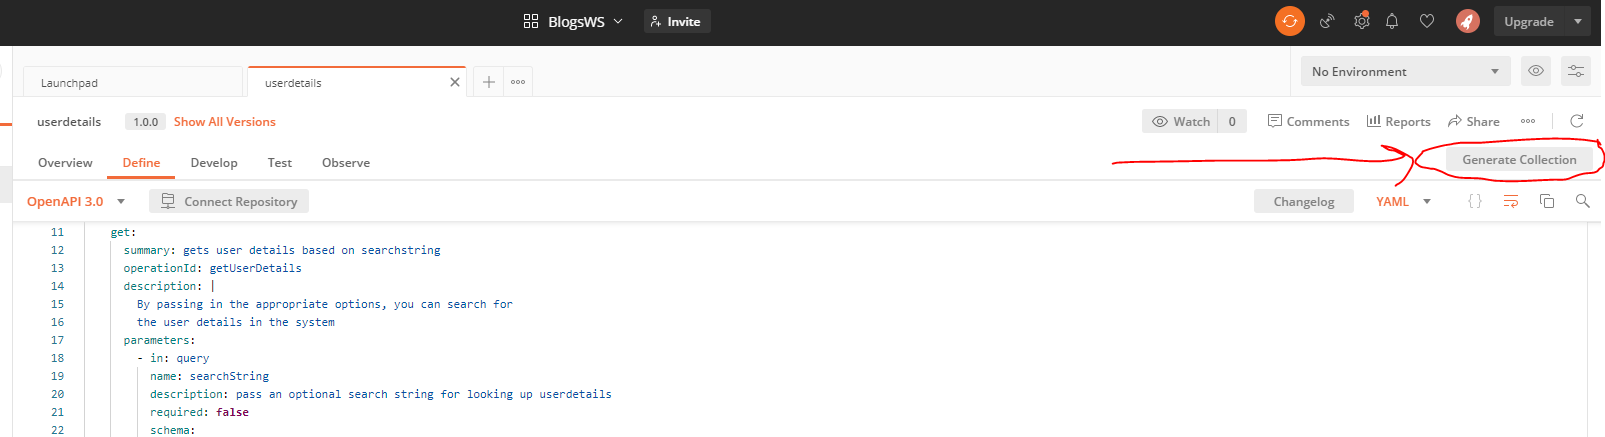 BlogsWS Invite Upgrade
Launchpad userdetails No Environment
userdetails 1.0.0 Show All Versions Watch 0 Comments Reports Share
Overview Define Develop Test Observe Generate Collection
OpenAPI 3.0 Connect Repository Changelog YAML {}
11 get:
12 summary: gets user details based on searchstring
13 operationId: getUserDetails
14 description: |
15 By passing in the appropriate options, you can search for
16 the user details in the system
17 parameters:
18 - in: query
19 name: searchString
20 description: pass an optional search string for looking up userdetails
21 required: false
22 schema: